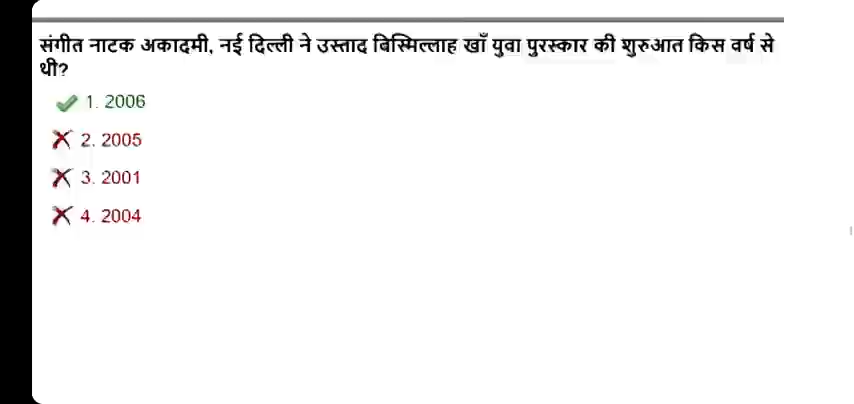 संगीत नाटक अकादमी, नई दिल्ली ने उस्ताद बिस्मिल्लाह खाँ युवा पुरस्कार की शुरुआत किस वर्ष से
थी?
1. 2006
2. 2005
3. 2001
4. 2004